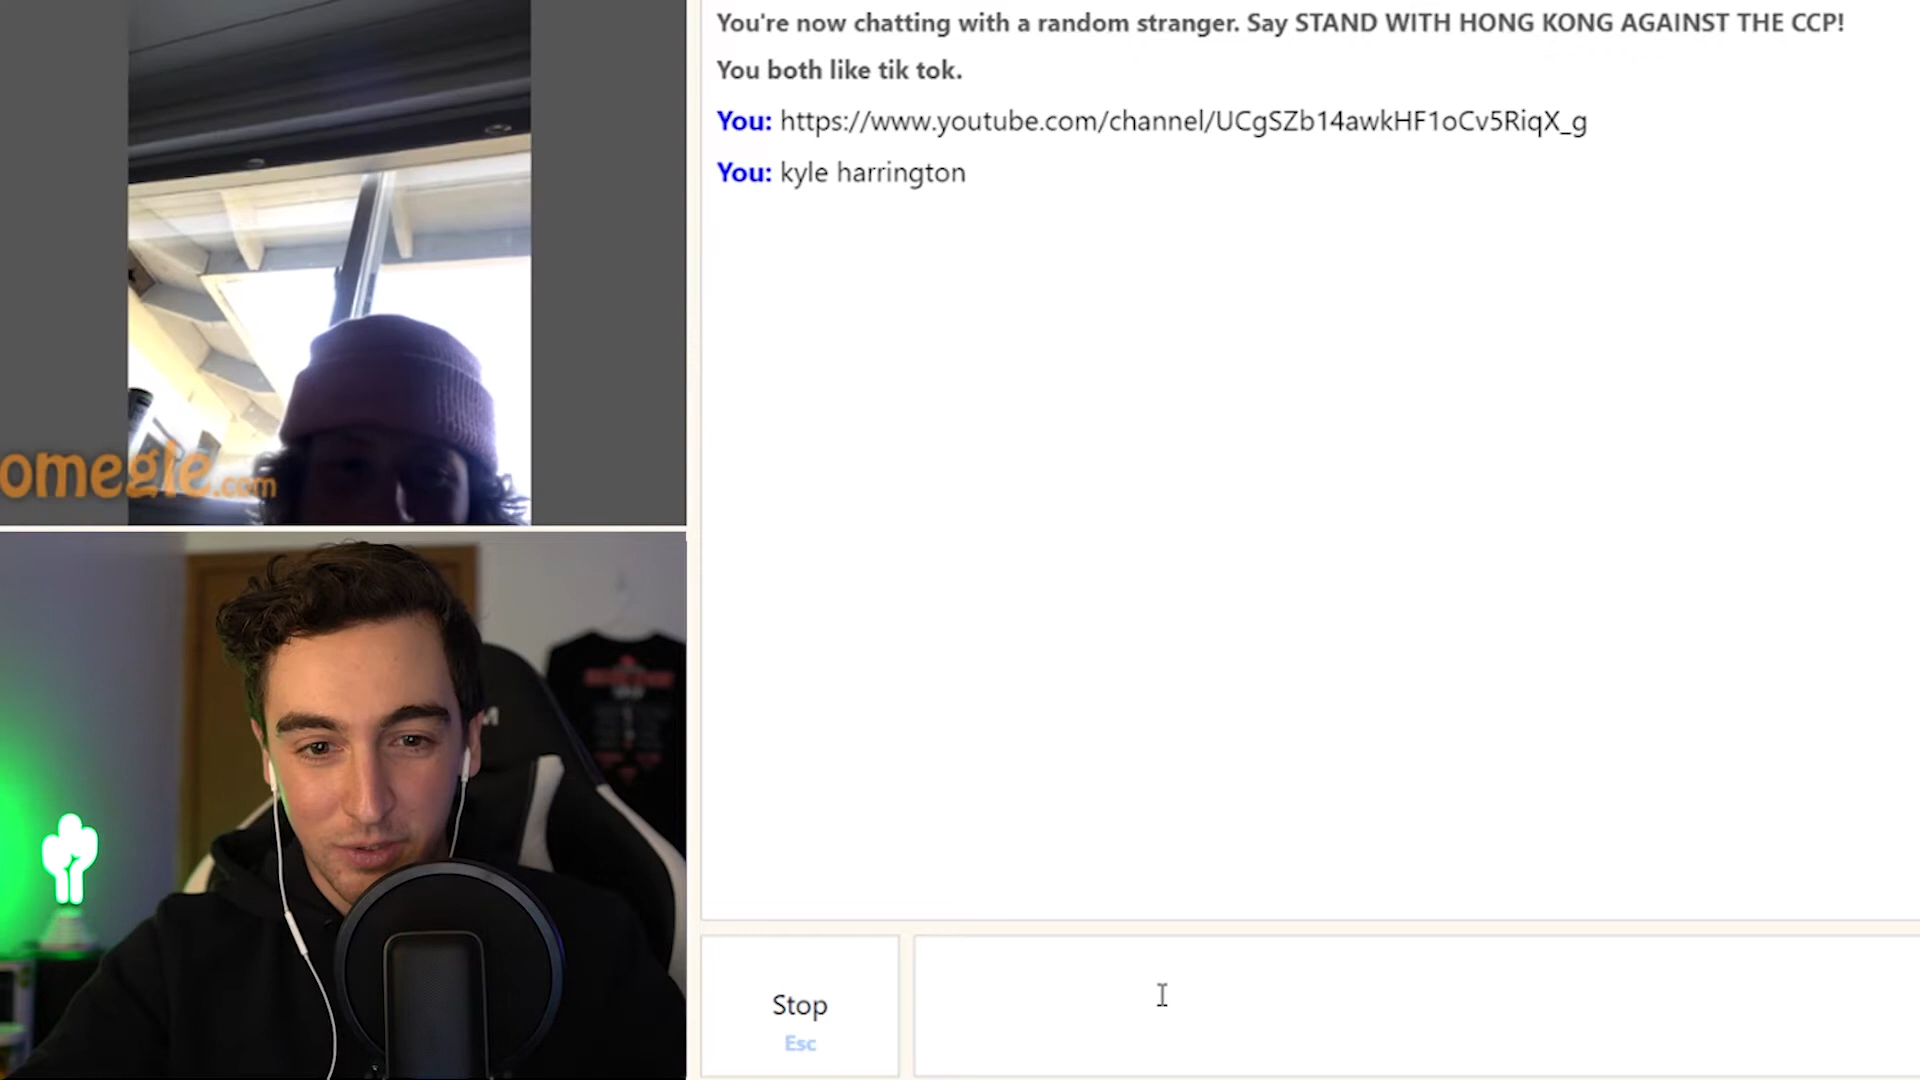 You're now chatting with a random stranger. Say STAND WITH HONG KONG AGAINST THE CCP!
You both like tik tok.
You: https://www.youtube.com/channel/UCgSZb14awkHF1oCv5RiqX_g
You: kyle harrington
omegle.com
Stop
Esc